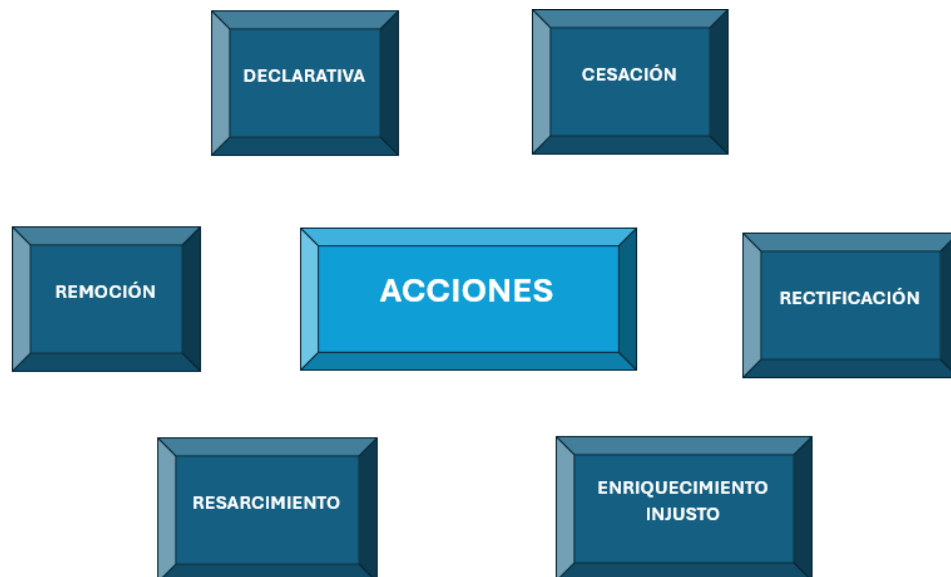 DECLARATIVA
CESACIÓN
REMOCIÓN
ACCIONES
RECTIFICACIÓN
RESARCIMIENTO
ENRIQUECIMIENTO
INJUSTO